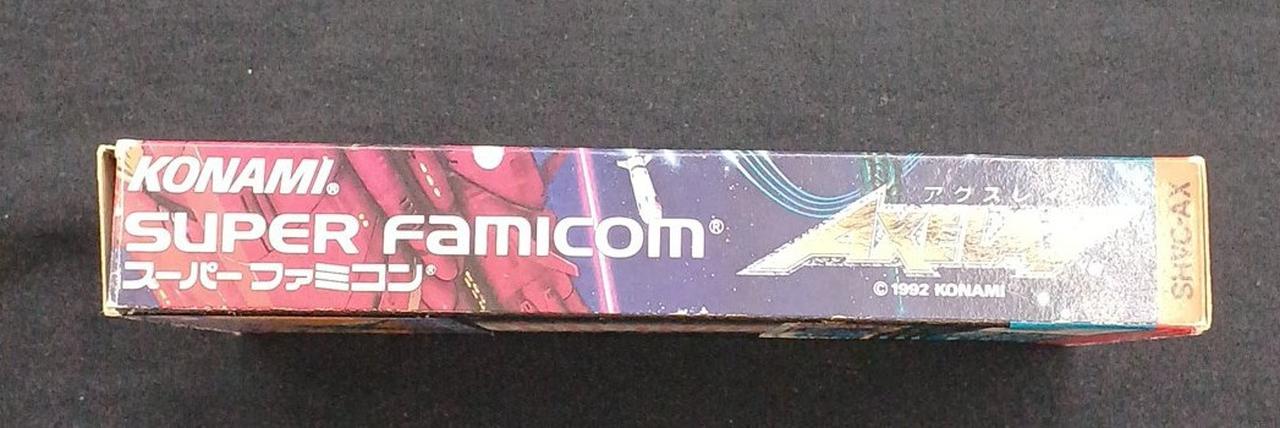 KONAMI®
SUPER Famicom®
スーパーファミコン®
アクスレ
AXELAY
©1992 KONAMI
SHVC-AX